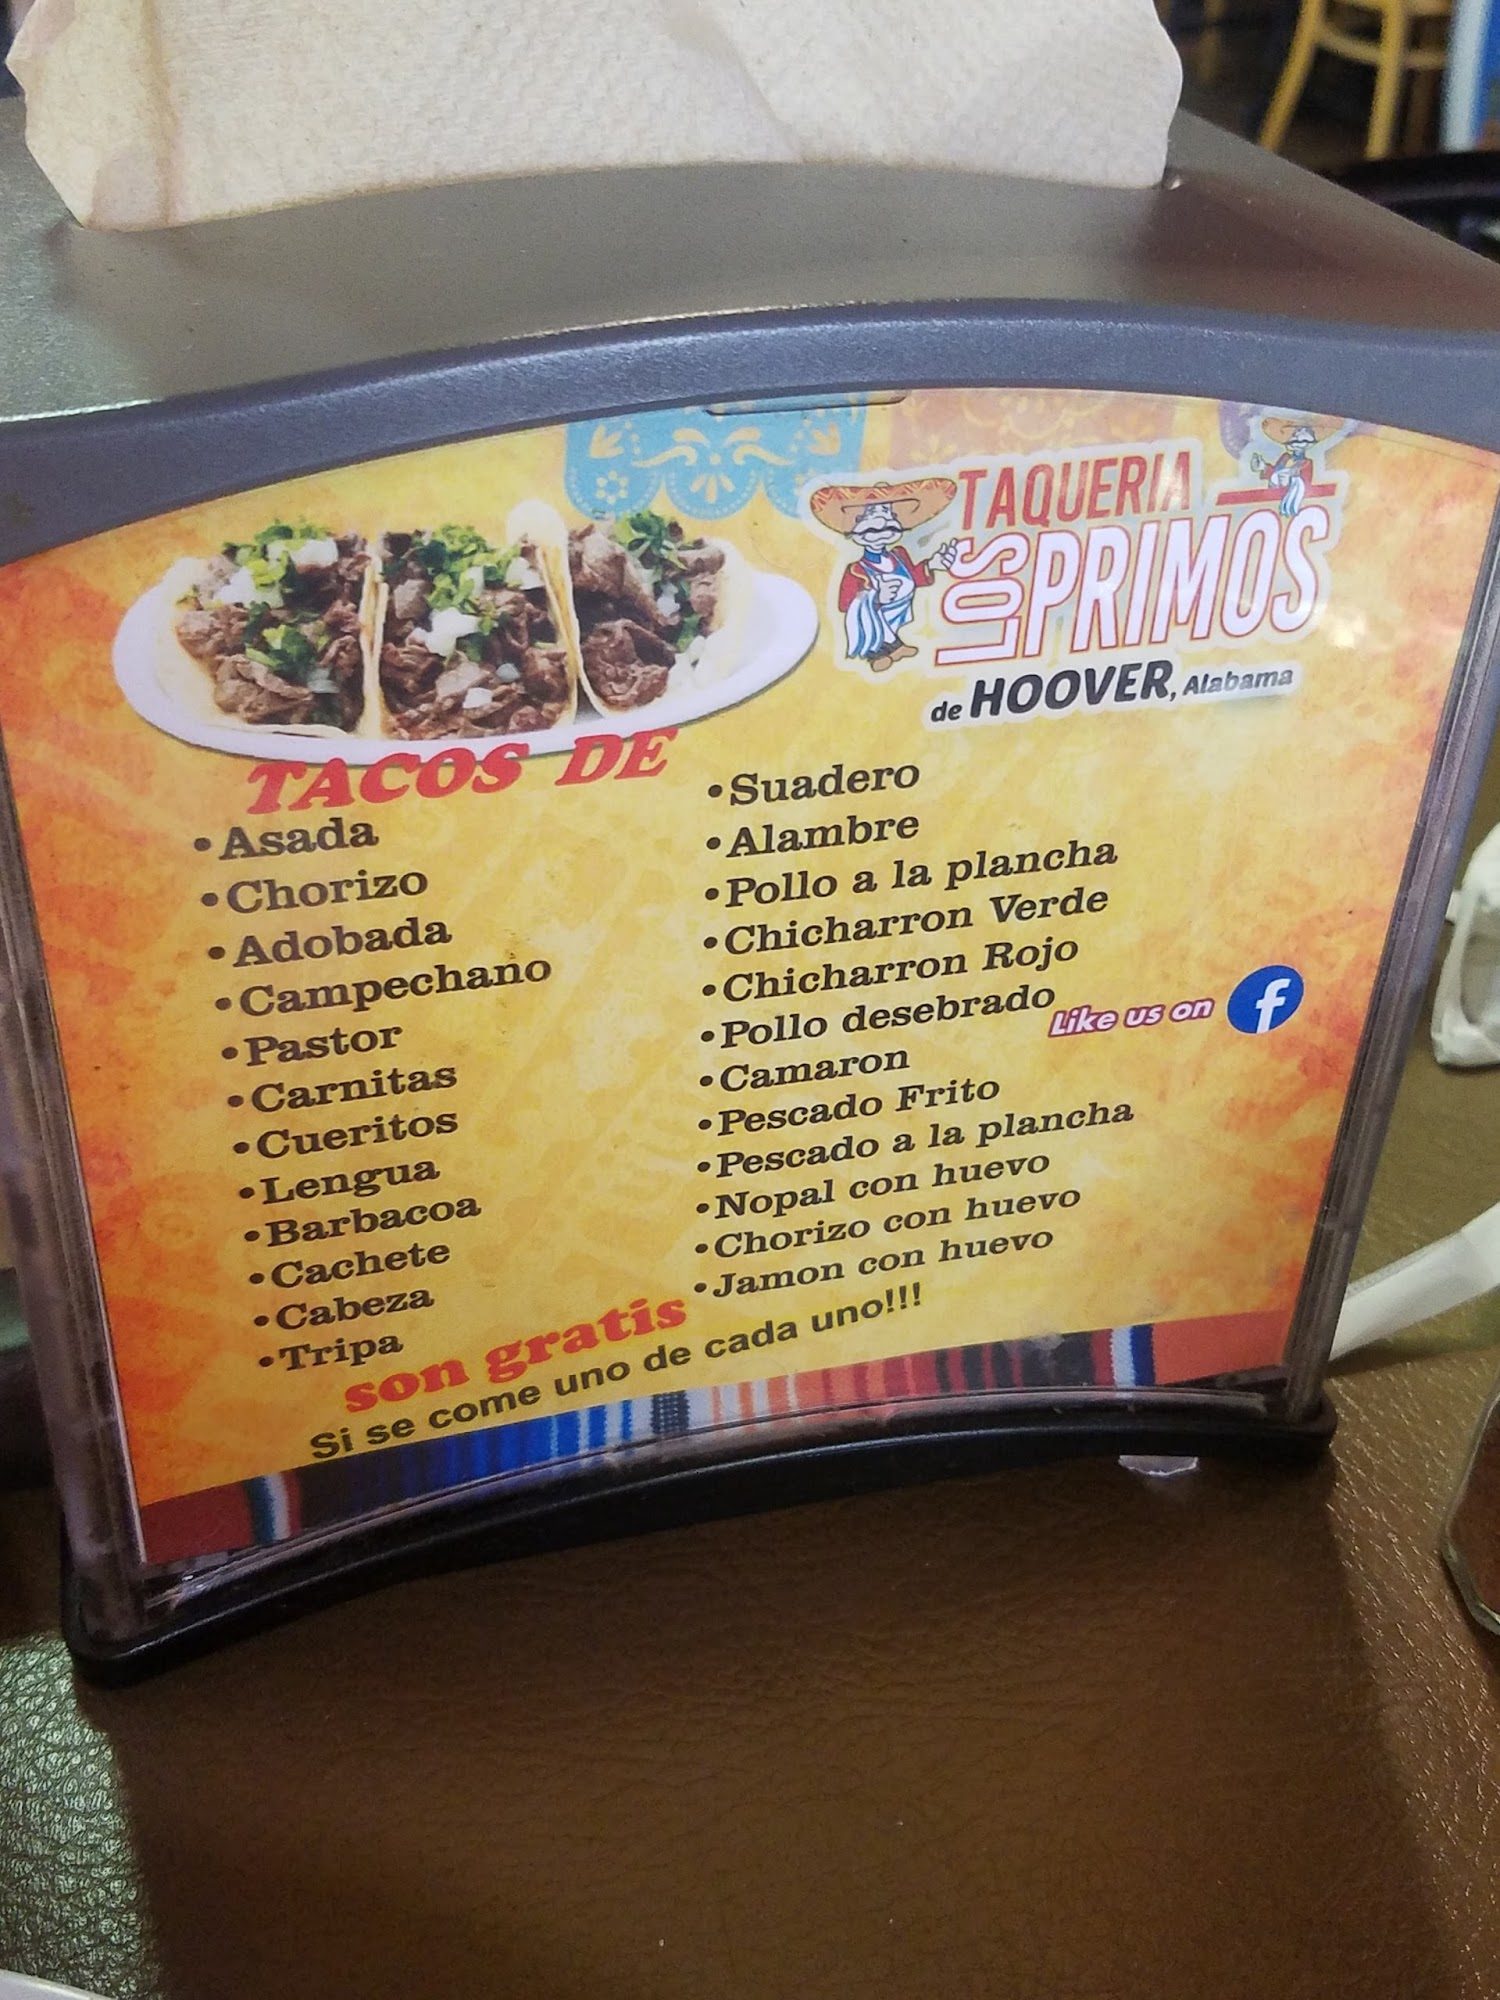 TAQUERIA
LOS PRIMOS
de HOOVER, Alabama
TACOS DE
•Asada
•Chorizo
•Adobada
•Campechano
•Pastor
•Carnitas
•Cueritos
•Lengua
•Barbacoa
•Cachete
•Cabeza
•Tripa
•Suadero
•Alambre
•Pollo a la plancha
•Chicharron Verde
•Chicharron Rojo
•Pollo desebrado
•Camaron
•Pescado Frito
•Pescado a la plancha
•Nopal con huevo
•Chorizo con huevo
•Jamon con huevo
Like us on f
son gratis
Si se come uno de cada uno!!!